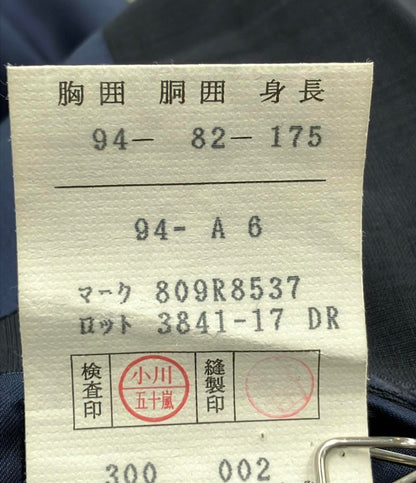 胸囲 胴囲 身長
94- 82- 175
94- A 6
マーク 809R8537
ロット 3841-17 DR
検査印 小川 五十嵐 縫製印
300 002